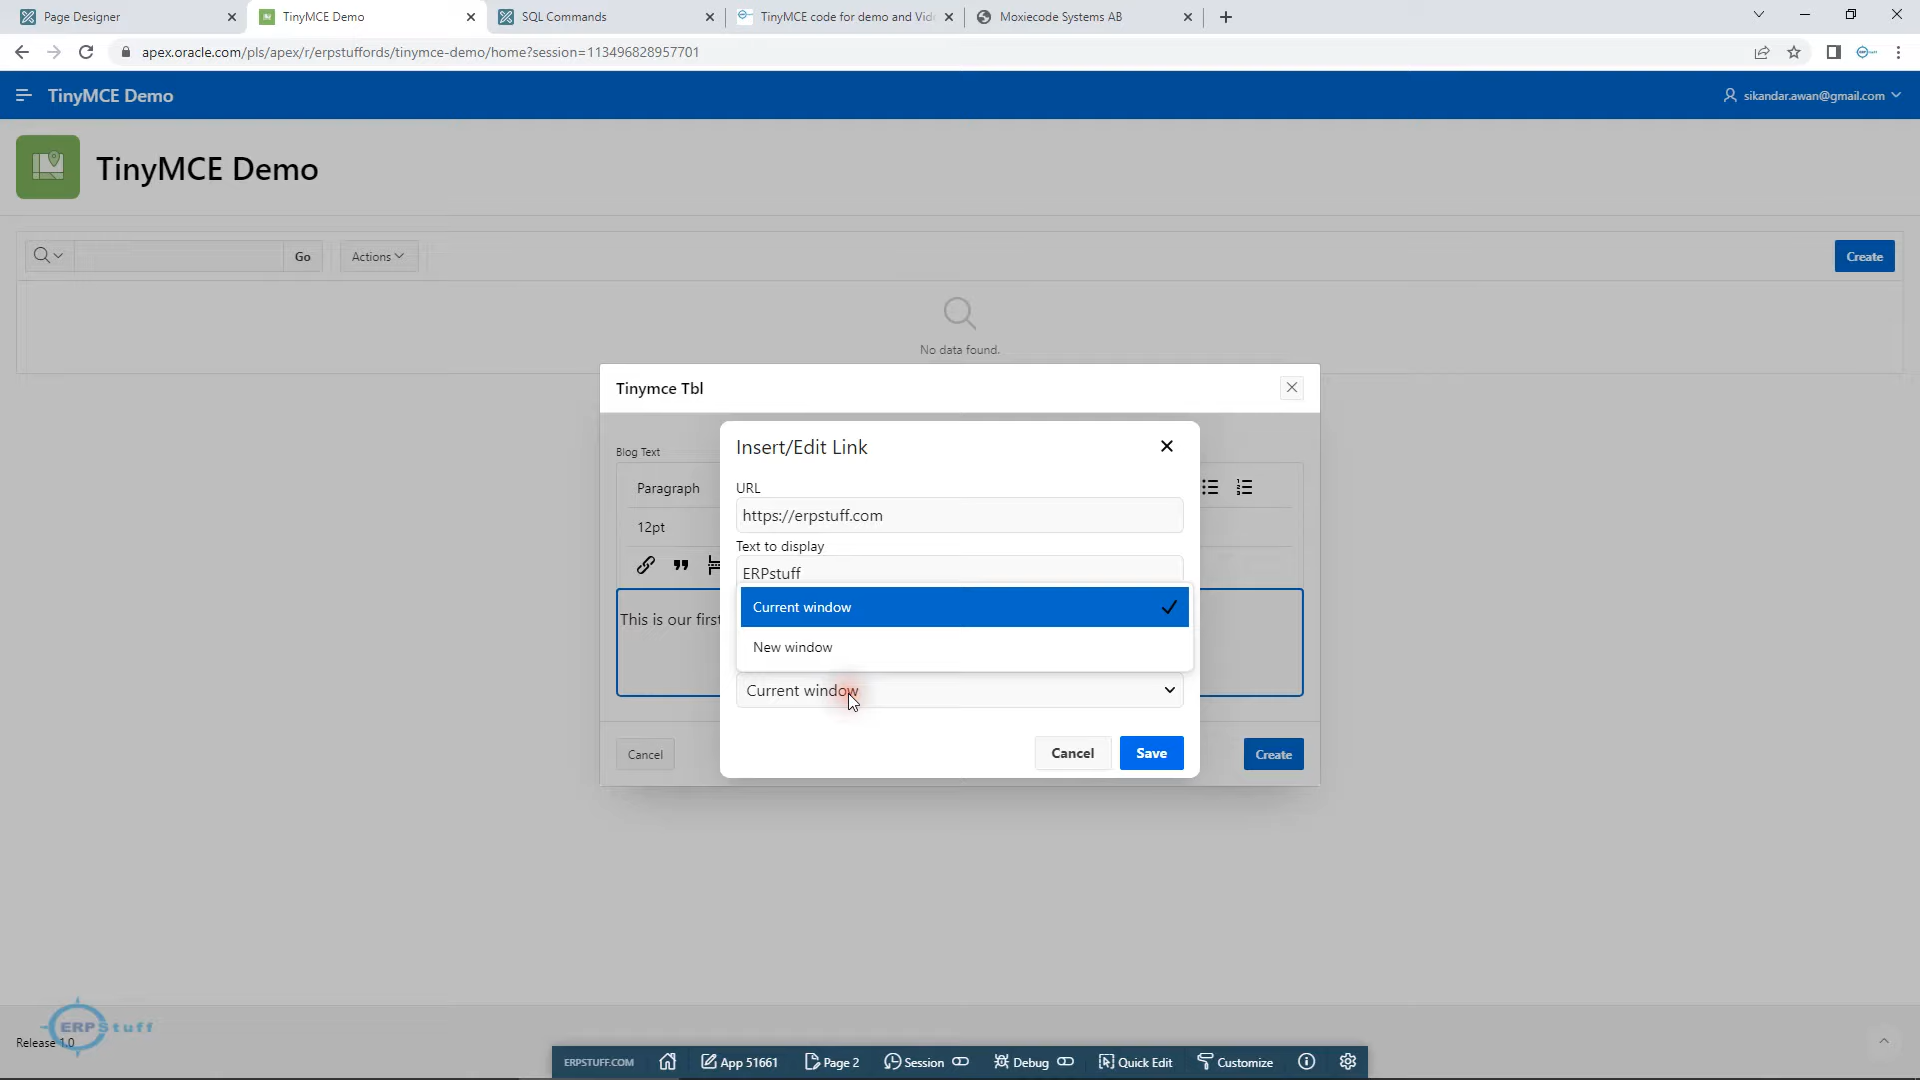 Page Designer
TinyMCE Demo
SQL Commands
TinyMCE code for demo and Vid
Moxiecode Systems AB
apex.oracle.com/pls/apex/r/erpstuffords/tinymce-demo/home?session=113496828957701
TinyMCE Demo
sikandar.awan@gmail.com
TinyMCE Demo
Go
Actions
Create
No data found.
Tinymce Tbl
Insert/Edit Link
Blog Text
Paragraph
URL
https://erpstuff.com
12pt
Text to display
ERPstuff
Current window
This is our first
New window
Current window
Cancel
Cancel
Save
Create
ERPStuff
Release 1.0
ERPSTUFF.COM
App 51661
Page 2
Session
Debug
Quick Edit
Customize